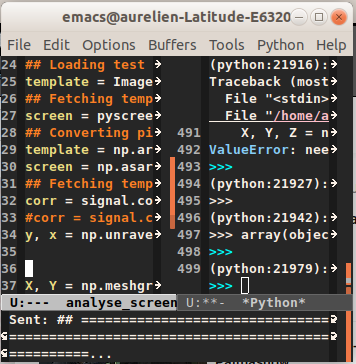 emacs@aurelien-Latitude-E6320
File Edit Options Buffers Tools Python Help
24 ## Loading test
25 template = Image
26 ## Fetching temp
27 screen = pyscree
28 ## Converting pi
29 template = np.ar
30 screen = np.asar
31 ## Fetching temp
32 corr = signal.co
33 #corr = signal.c
34 y, x = np.unrave
35
36
37 X, Y = np.meshgr
(python:21916):
Traceback (most
File "<stdin>
File "/home/a
491 X, Y, Z = n
492 ValueError: nee
493 >>>
494 (python:21927):
495 >>>
496 (python:21942):
497 >>> array(objec
498 >>>
499 (python:21979):
>>>
U:--- analyse_screen
U:**- *Python*
Sent: ## ===============================
========================================
==========...